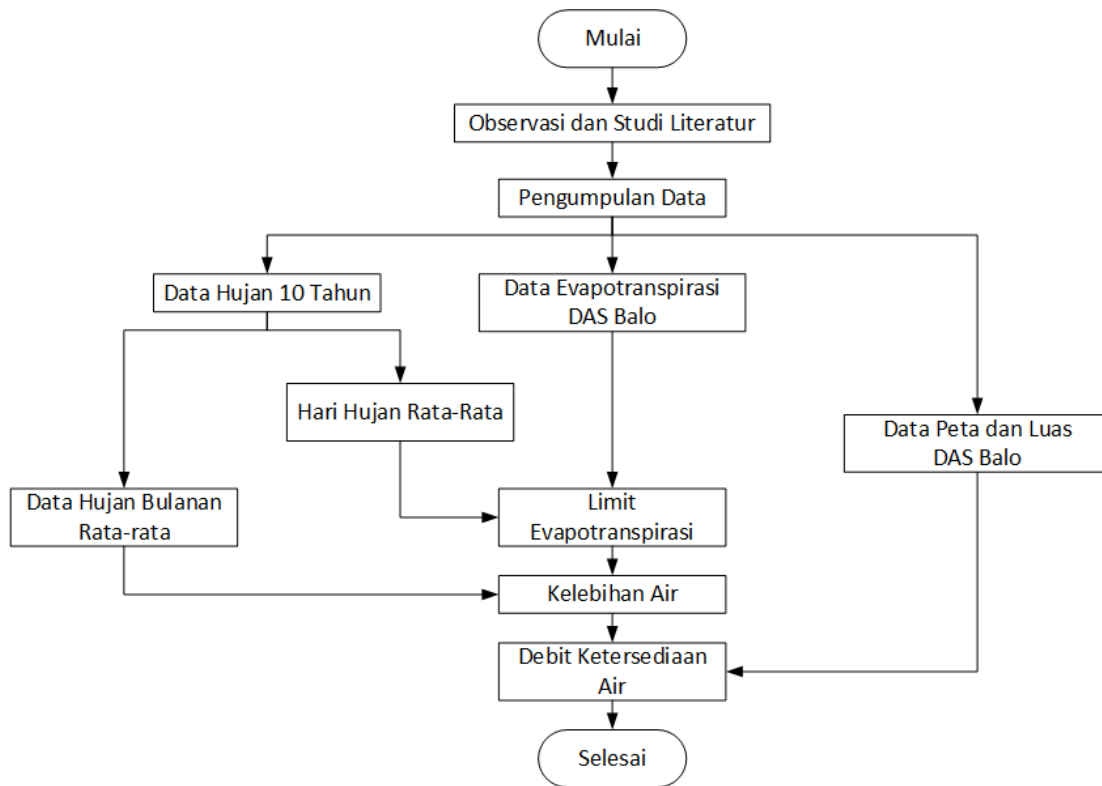 Mulai
Observasi dan Studi Literatur
Pengumpulan Data
Data Hujan 10 Tahun
Data Evapotranspirasi
DAS Balo
Hari Hujan Rata-Rata
Data Peta dan Luas
DAS Balo
Data Hujan Bulanan
Rata-rata
Limit
Evapotranspirasi
Kelebihan Air
Debit Ketersediaan
Air
Selesai